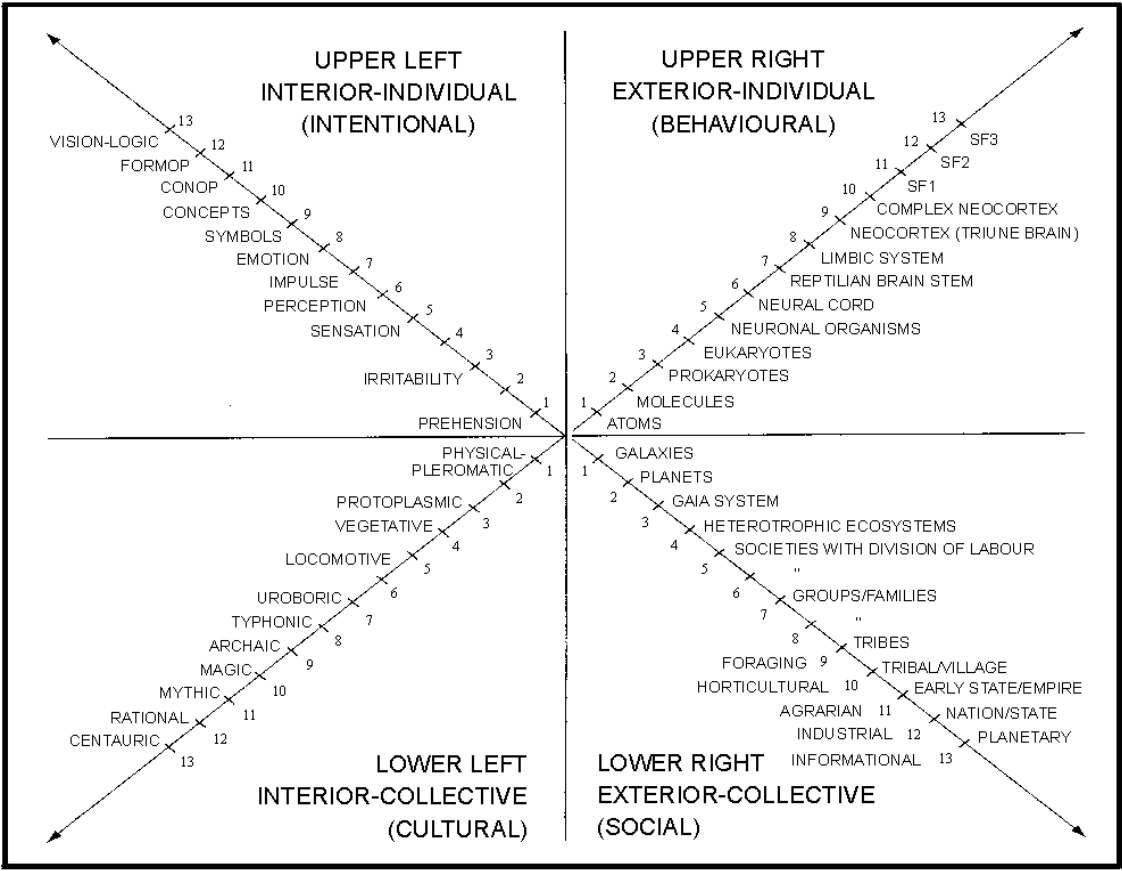 UPPER LEFT
INTERIOR-INDIVIDUAL
(INTENTIONAL)
13
VISION-LOGIC
12
FORMOP
11
CONOP
10
CONCEPTS
9
SYMBOLS
8
EMOTION
7
IMPULSE
6
PERCEPTION
5
SENSATION
4
3
IRRITABILITY
2
1
PREHENSION
UPPER RIGHT
EXTERIOR-INDIVIDUAL
(BEHAVIOURAL)
13
SF3
12
SF2
11
SF1
10
COMPLEX NEOCORTEX
9
NEOCORTEX (TRIUNE BRAIN)
8
LIMBIC SYSTEM
7
REPTILIAN BRAIN STEM
6
NEURAL CORD
5
NEURONAL ORGANISMS
4
EUKARYOTES
3
PROKARYOTES
2
MOLECULES
1
ATOMS
PHYSICAL-
PLEROMATIC
1
2
PROTOPLASMIC
3
VEGETATIVE
4
LOCOMOTIVE
5
6
UROBORIC
7
TYPHONIC
8
ARCHAIC
9
MAGIC
10
MYTHIC
11
RATIONAL
12
CENTAURIC
13
LOWER LEFT
INTERIOR-COLLECTIVE
(CULTURAL)
GALAXIES
1
PLANETS
2
GAIA SYSTEM
3
HETEROTROPHIC ECOSYSTEMS
4
SOCIETIES WITH DIVISION OF LABOUR
5
"
6
GROUPS/FAMILIES
7
"
8
TRIBES
FORAGING 9
TRIBAL/VILLAGE
HORTICULTURAL 10
EARLY STATE/EMPIRE
AGRARIAN 11
NATION/STATE
INDUSTRIAL 12
PLANETARY
INFORMATIONAL 13
LOWER RIGHT
EXTERIOR-COLLECTIVE
(SOCIAL)